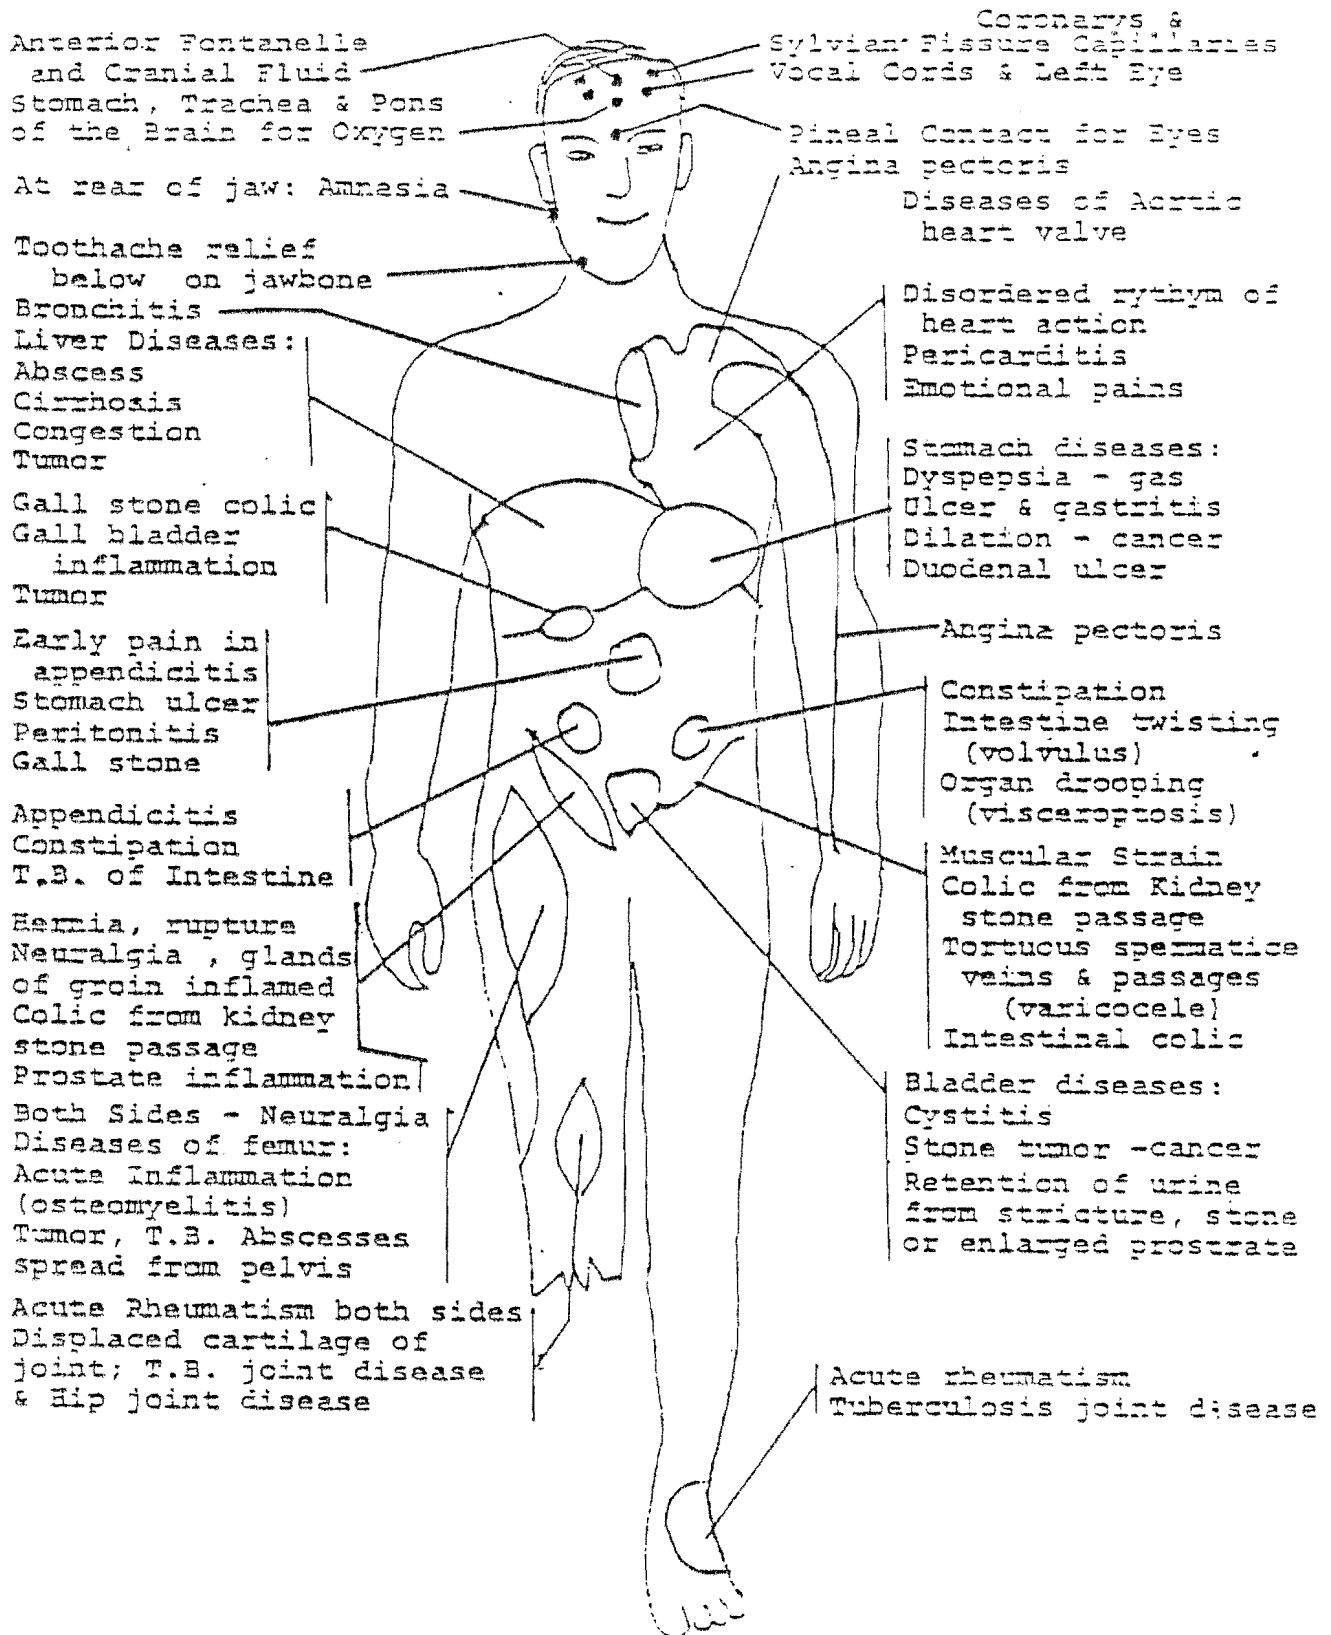 Anterior Fontanelle
and Cranial Fluid
Stomach, Trachea & Pons
of the Brain for Oxygen
At rear of jaw: Amnesia
Toothache relief
below on jawbone
Bronchitis
Liver Diseases:
Abscess
Cirrhosis
Congestion
Tumor
Gall stone colic
Gall bladder
inflammation
Tumor
Early pain in
appendicitis
Stomach ulcer
Peritonitis
Gall stone
Appendicitis
Constipation
T.B. of Intestine
Hernia, rupture
Neuralgia , glands
of groin inflamed
Colic from kidney
stone passage
Prostate inflammation
Both Sides - Neuralgia
Diseases of femur:
Acute Inflammation
(osteomyelitis)
Tumor, T.B. Abscesses
spread from pelvis
Acute Rheumatism both sides
Displaced cartilage of
joint; T.B. joint disease
& Hip joint disease
Coronarys &
Sylvian Fissure Capillaries
Vocal Cords & Left Eye
Pineal Contact for Eyes
Angina pectoris
Diseases of Aortic
heart valve
Disordered rythym of
heart action
Pericarditis
Emotional pains
Stomach diseases:
Dyspepsia - gas
Ulcer & gastritis
Dilation - cancer
Duodenal ulcer
Angina pectoris
Constipation
Intestine twisting
(volvulus)
Organ drooping
(visceroptosis)
Muscular Strain
Colic from Kidney
stone passage
Tortucus spermatice
veins & passages
(varicocele)
Intestinal colic
Bladder diseases:
Cystitis
Stone tumor -cancer
Retention of urine
from stricture, stone
or enlarged prostrate
Acute rheumatism
Tuberculosis joint disease